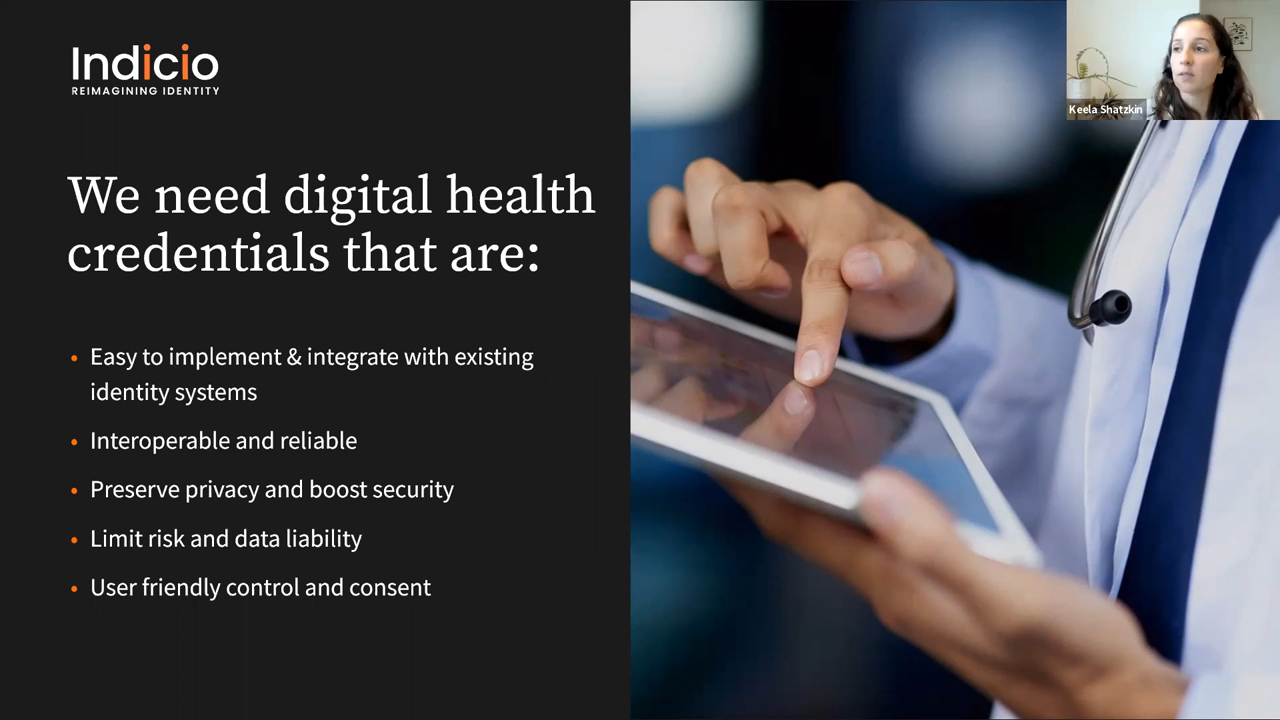 Indicio
REIMAGINING IDENTITY
We need digital health
credentials that are:
• Easy to implement & integrate with existing
identity systems
• Interoperable and reliable
• Preserve privacy and boost security
• Limit risk and data liability
• User friendly control and consent
Keela Shatzkin